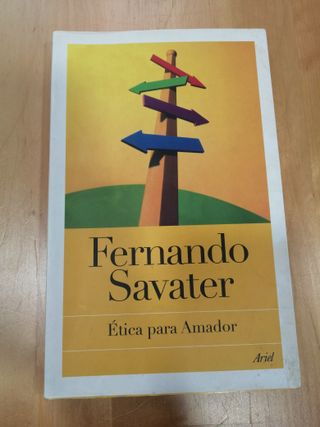 Fernando
Savater
Ética para Amador
Ariel